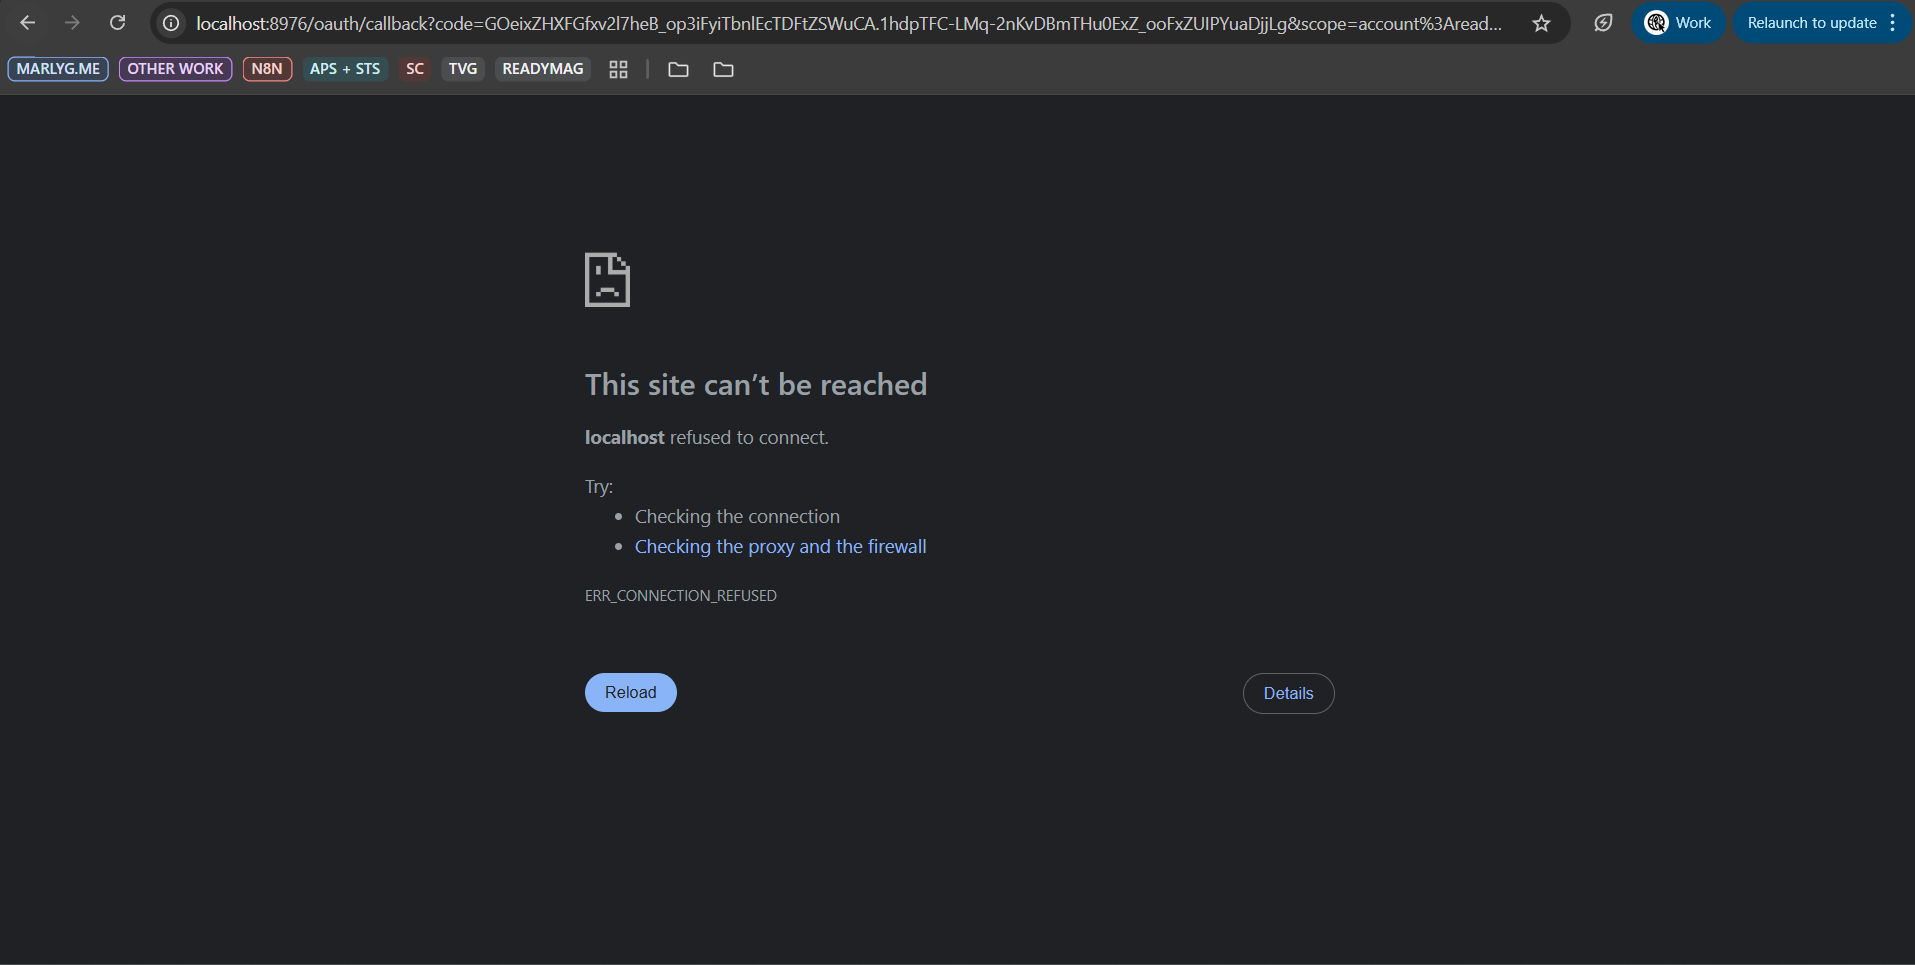 localhost:8976/oauth/callback?code=GOeixZHXFGfxv2l7heB_op3iFyiTbnlEcTDFtZSWuCA.1hdpTFC-LMq-2nKvDBmTHu0ExZ_ooFxZUIPYuaDjjLg&scope=account%3Aread...
Work
Relaunch to update
MARLYG.ME
OTHER WORK
N8N
APS + STS
SC
TVG
READYMAG
This site can’t be reached
localhost refused to connect.
Try:
• Checking the connection
• Checking the proxy and the firewall
ERR_CONNECTION_REFUSED
Reload
Details